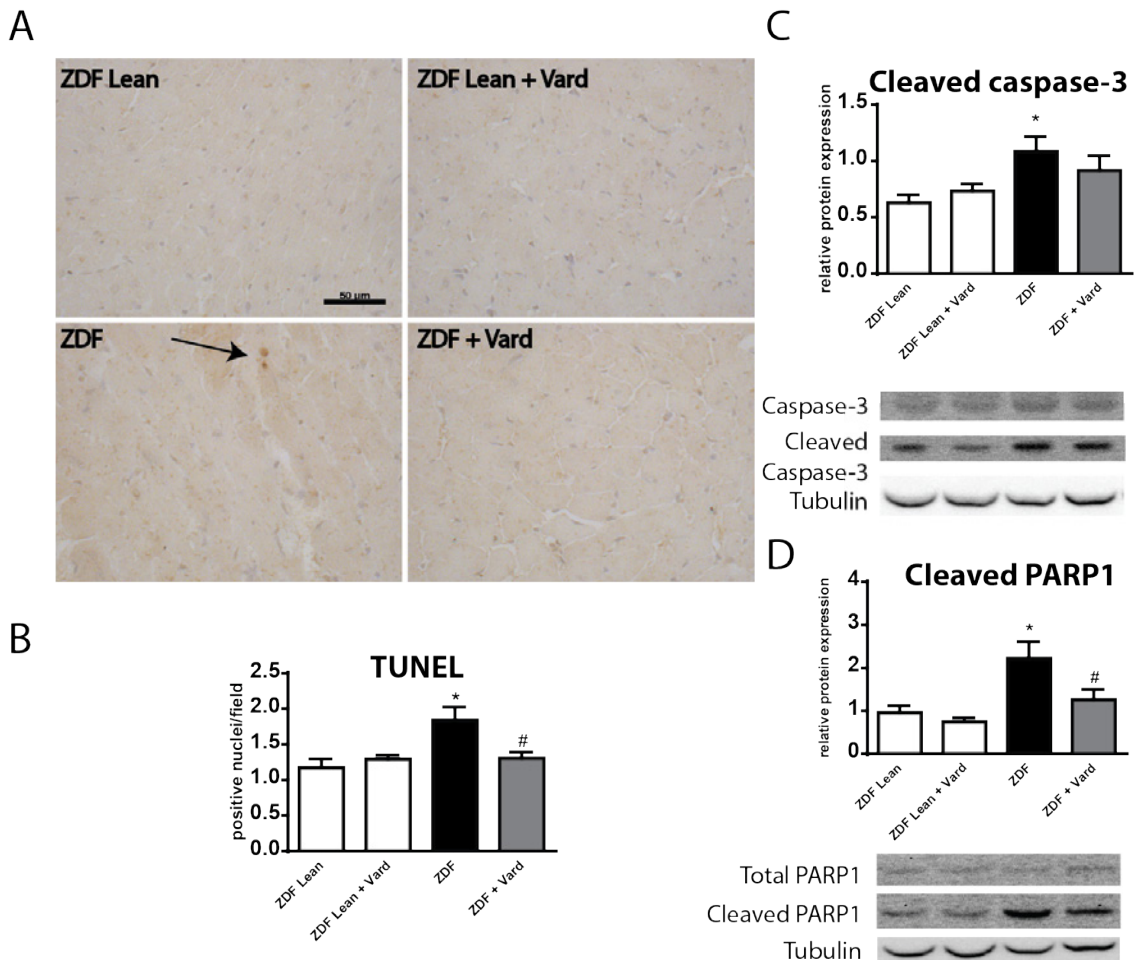 A
ZDF Lean
ZDF Lean + Vard
50 µm
ZDF
ZDF + Vard
B
TUNEL
positive nuclei/field
2.5
2.0
1.5
1.0
0.5
0.0
*
#
ZDF Lean
ZDF Lean + Vard
ZDF
ZDF + Vard
C
Cleaved caspase-3
relative protein expression
1.5
1.0
0.5
0.0
*
ZDF Lean
ZDF Lean + Vard
ZDF
ZDF + Vard
Caspase-3
Cleaved
Caspase-3
Tubulin
D
Cleaved PARP1
relative protein expression
4
3
2
1
0
*
#
ZDF Lean
ZDF Lean + Vard
ZDF
ZDF + Vard
Total PARP1
Cleaved PARP1
Tubulin